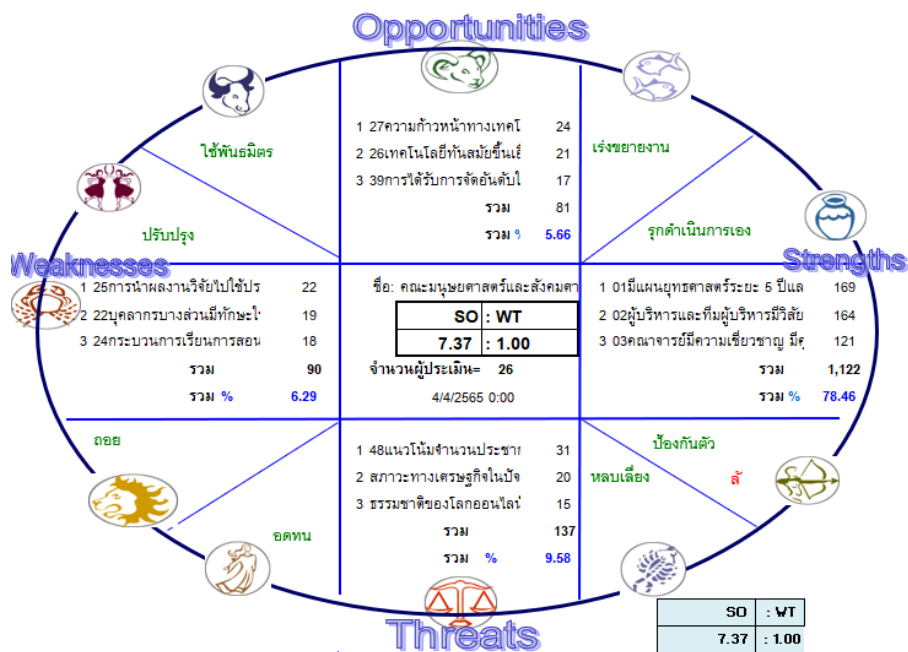 Opportunities
1 27ความก้าวหน้าทางเทคโ 24
ใช้พันธมิตร
2 26เทคโนโลยีทันสมัยขึ้นเอื 21
เร่งขยายงาน
3 39การได้รับการจัดอันดับใ 17
รวม 81
ปรับปรุง
รวม % 5.66
รุกดำเนินการเอง
Weaknesses
Strengths
1 25การนำผลงานวิจัยไปใช้ปร 22
2 22บุคลากรบางส่วนมีทักษะใ 19
3 24กระบวนการเรียนการสอน 18
รวม 90
รวม % 6.29
ชื่อ: คณะมนุษยศาสตร์และสังคมศา
SO : WT
7.37 : 1.00
จำนวนผู้ประเมิน= 26
4/4/2565 0:00
1 01มีแผนยุทธศาสตร์ระยะ 5 ปีแล 169
2 02ผู้บริหารและทีมผู้บริหารมีวิสัย 164
3 03คณาจารย์มีความเชี่ยวชาญ มีคุ 121
รวม 1,122
รวม % 78.46
ถอย
1 48แนวโน้มจำนวนประชาก 31
2 สภาวะทางเศรษฐกิจในปัจ 20
3 ธรรมชาติของโลกออนไลน์ 15
รวม 137
รวม % 9.58
อดทน
ป้องกันตัว
หลบเลี่ยง
สั
Threats
SO : WT
7.37 : 1.00